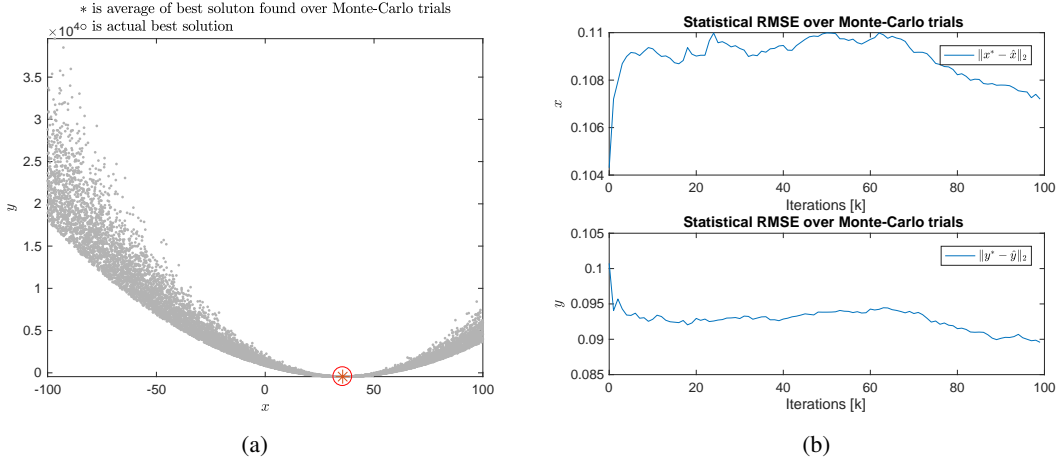 ∗ is average of best soluton found over Monte-Carlo trials
○ is actual best solution
×10^4
3.5
3
2.5
2
1.5
1
0.5
0
y
-100
-50
0
50
100
x
(a)
Statistical RMSE over Monte-Carlo trials
0.11
0.108
0.106
0.104
x
‖x* − x̂‖₂
0
20
40
60
80
100
Iterations [k]
Statistical RMSE over Monte-Carlo trials
0.105
0.1
0.095
0.09
0.085
y
‖y* − ŷ‖₂
0
20
40
60
80
100
Iterations [k]
(b)